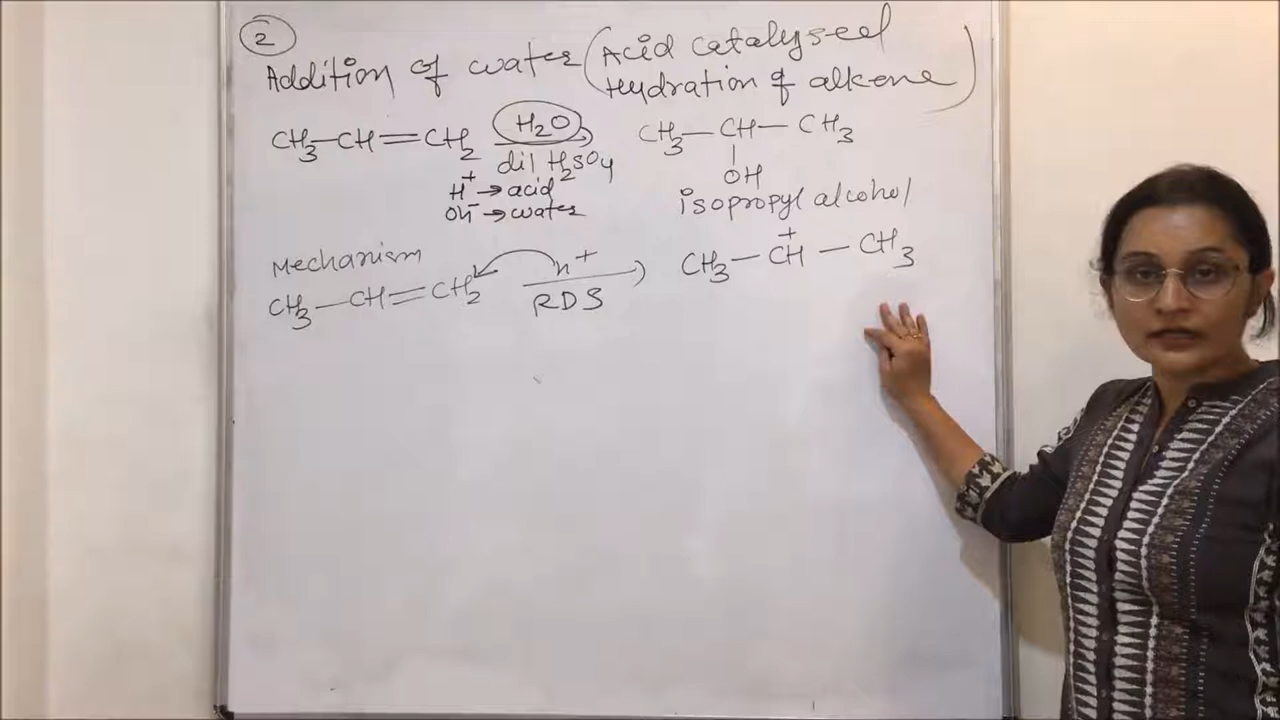 2
Addition of water (Acid catalysed
Hydration of alkene)
CH3—CH=CH2 H2O CH3—CH—CH3
dil H2SO4
OH
H+→acid
OH-→water
isopropyl alcohol
Mechanism
CH3—CH=CH2 H+ CH3—CH—CH3
+
RDS